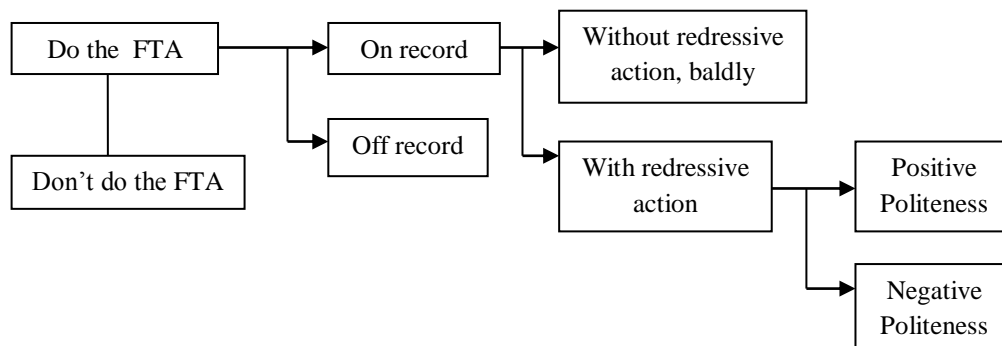 Do the FTA
On record
Without redressive
action, baldly
Off record
Don't do the FTA
With redressive
action
Positive
Politeness
Negative
Politeness